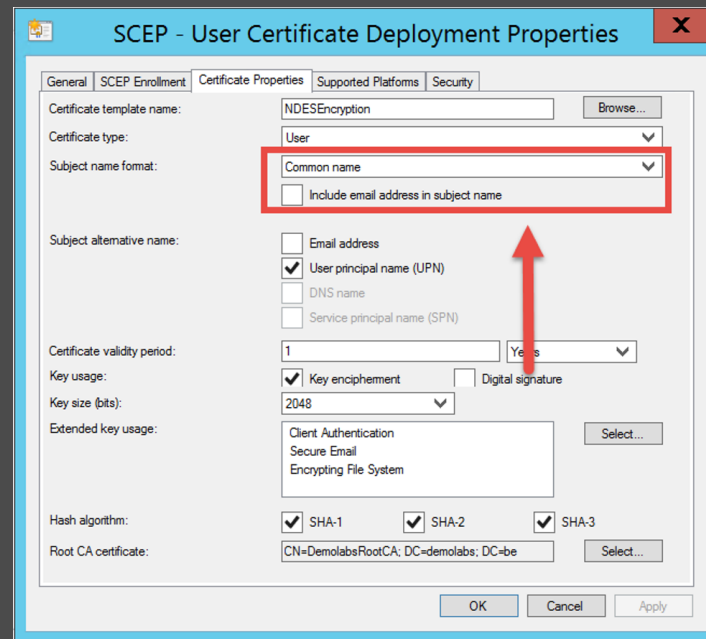 SCEP - User Certificate Deployment Properties
X
General SCEP Enrollment Certificate Properties Supported Platforms Security
Certificate template name: NDESEncryption Browse...
Certificate type: User
Subject name format: Common name
Include email address in subject name
Subject alternative name: Email address
User principal name (UPN)
DNS name
Service principal name (SPN)
Certificate validity period: 1 Years
Key usage: Key encipherment Digital signature
Key size (bits): 2048
Extended key usage: Client Authentication Select...
Secure Email
Encrypting File System
Hash algorithm: SHA-1 SHA-2 SHA-3
Root CA certificate: CN=DemolabsRootCA; DC=demolabs; DC=be Select...
OK Cancel Apply